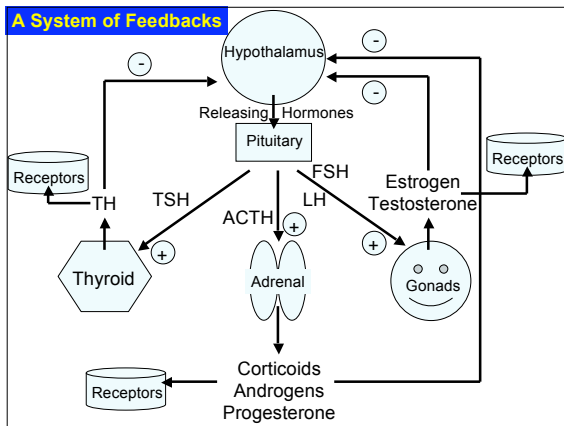 A System of Feedbacks
-
Hypothalamus
-
-
Releasing Hormones
Pituitary
Receptors
Receptors
TH
TSH
ACTH
FSH
LH
Estrogen
Testosterone
+
+
+
Thyroid
Adrenal
Gonads
Corticoids
Androgens
Progesterone
Receptors